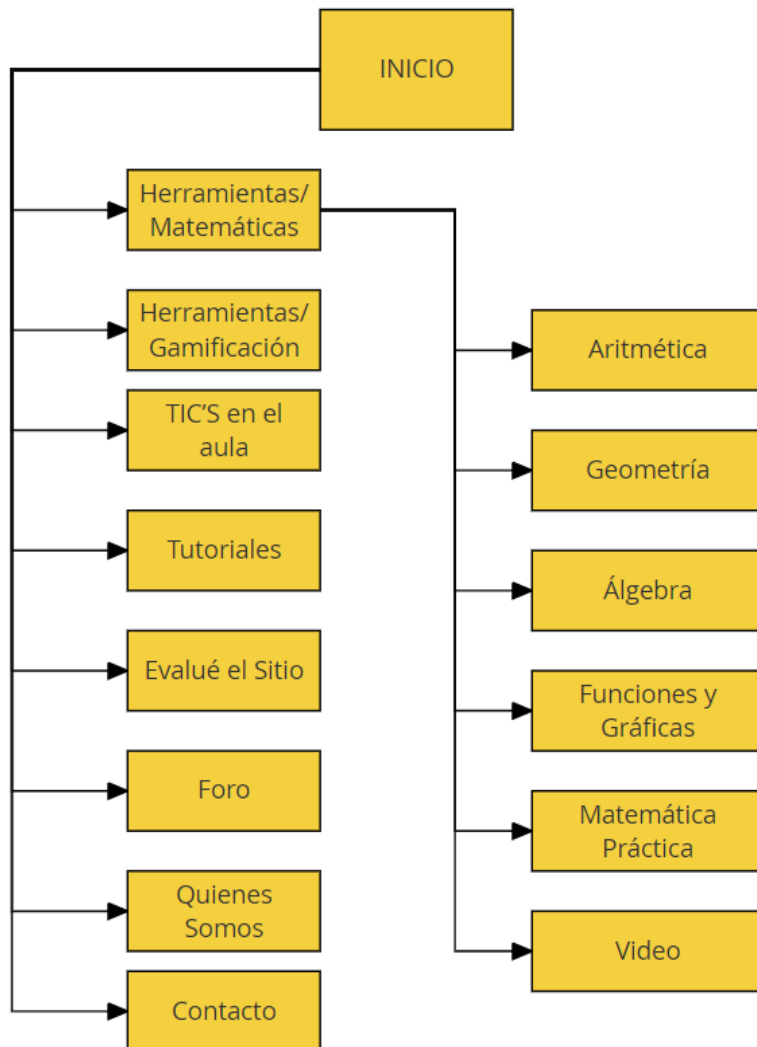 INICIO
Herramientas/
Matemáticas
Herramientas/
Gamificación
TIC’S en el
aula
Tutoriales
Evalué el Sitio
Foro
Quienes
Somos
Contacto
Aritmética
Geometría
Álgebra
Funciones y
Gráficas
Matemática
Práctica
Video